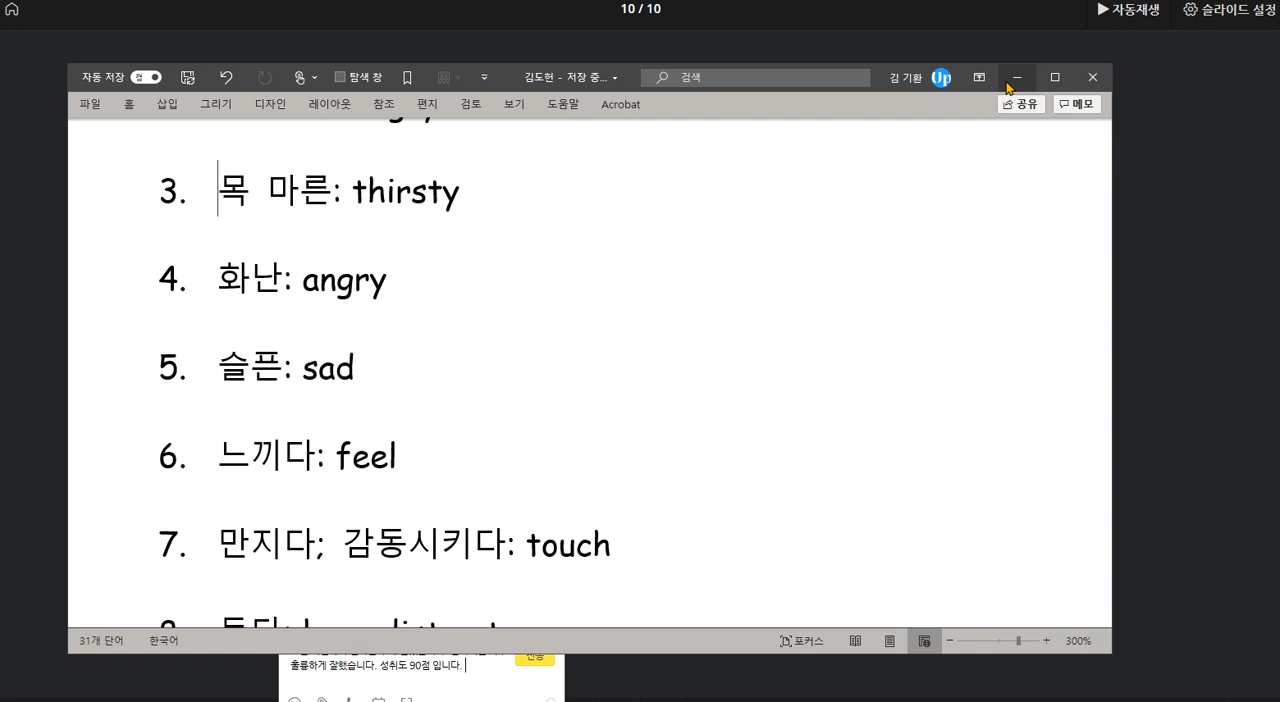 10 / 10
자동재생
슬라이드 설정
자동 저장
탐색 창
김도헌 - 저장 중...
검색
김 기환
Up
파일 홈 삽입 그리기 디자인 레이아웃 참조 편지 검토 보기 도움말 Acrobat
공유
메모
3. 목 마른: thirsty
4. 화난: angry
5. 슬픈: sad
6. 느끼다: feel
7. 만지다; 감동시키다: touch
31개 단어
한국어
포커스
300%
훌륭하게 잘했습니다. 성취도 90점 입니다.
전송